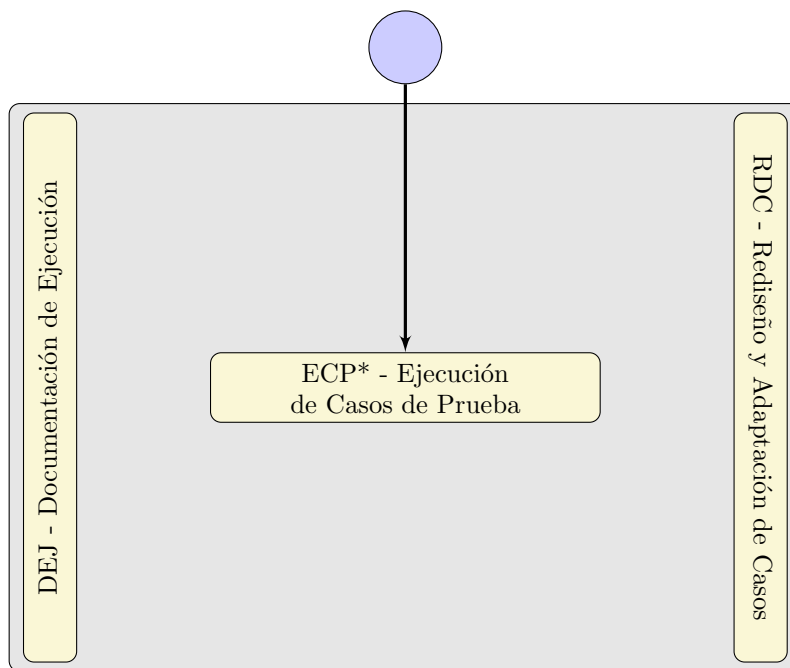 DEJ - Documentación de Ejecución
ECP* - Ejecución
de Casos de Prueba
RDC - Rediseño y Adaptación de Casos